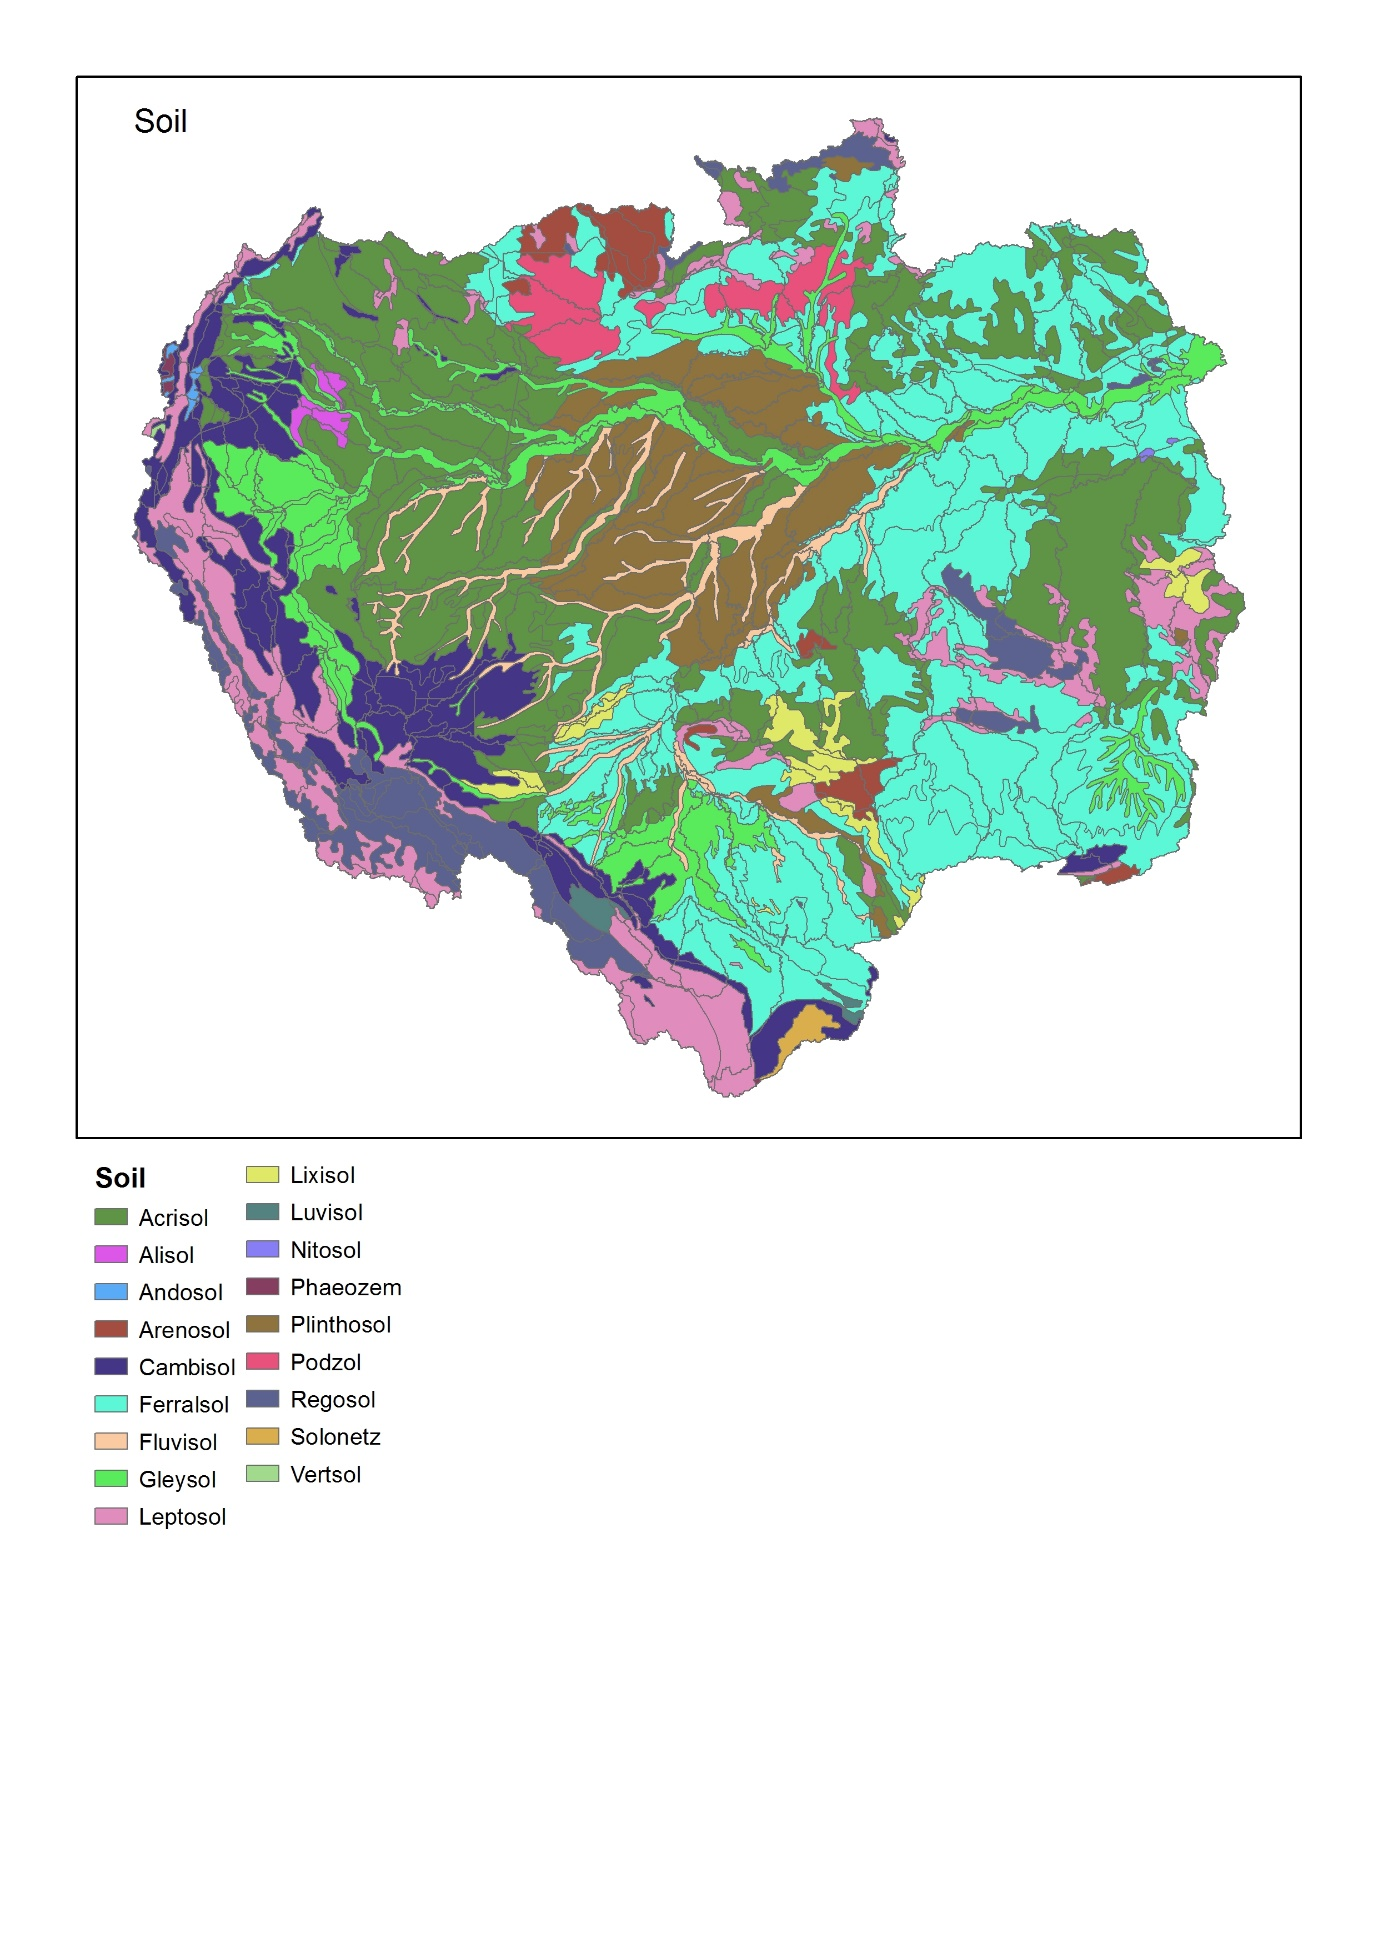 Soil
Soil
Acrisol
Alisol
Andosol
Arenosol
Cambisol
Ferralsol
Fluvisol
Gleysol
Leptosol
Lixisol
Luvisol
Nitosol
Phaeozem
Plinthosol
Podzol
Regosol
Solonetz
Vertsol